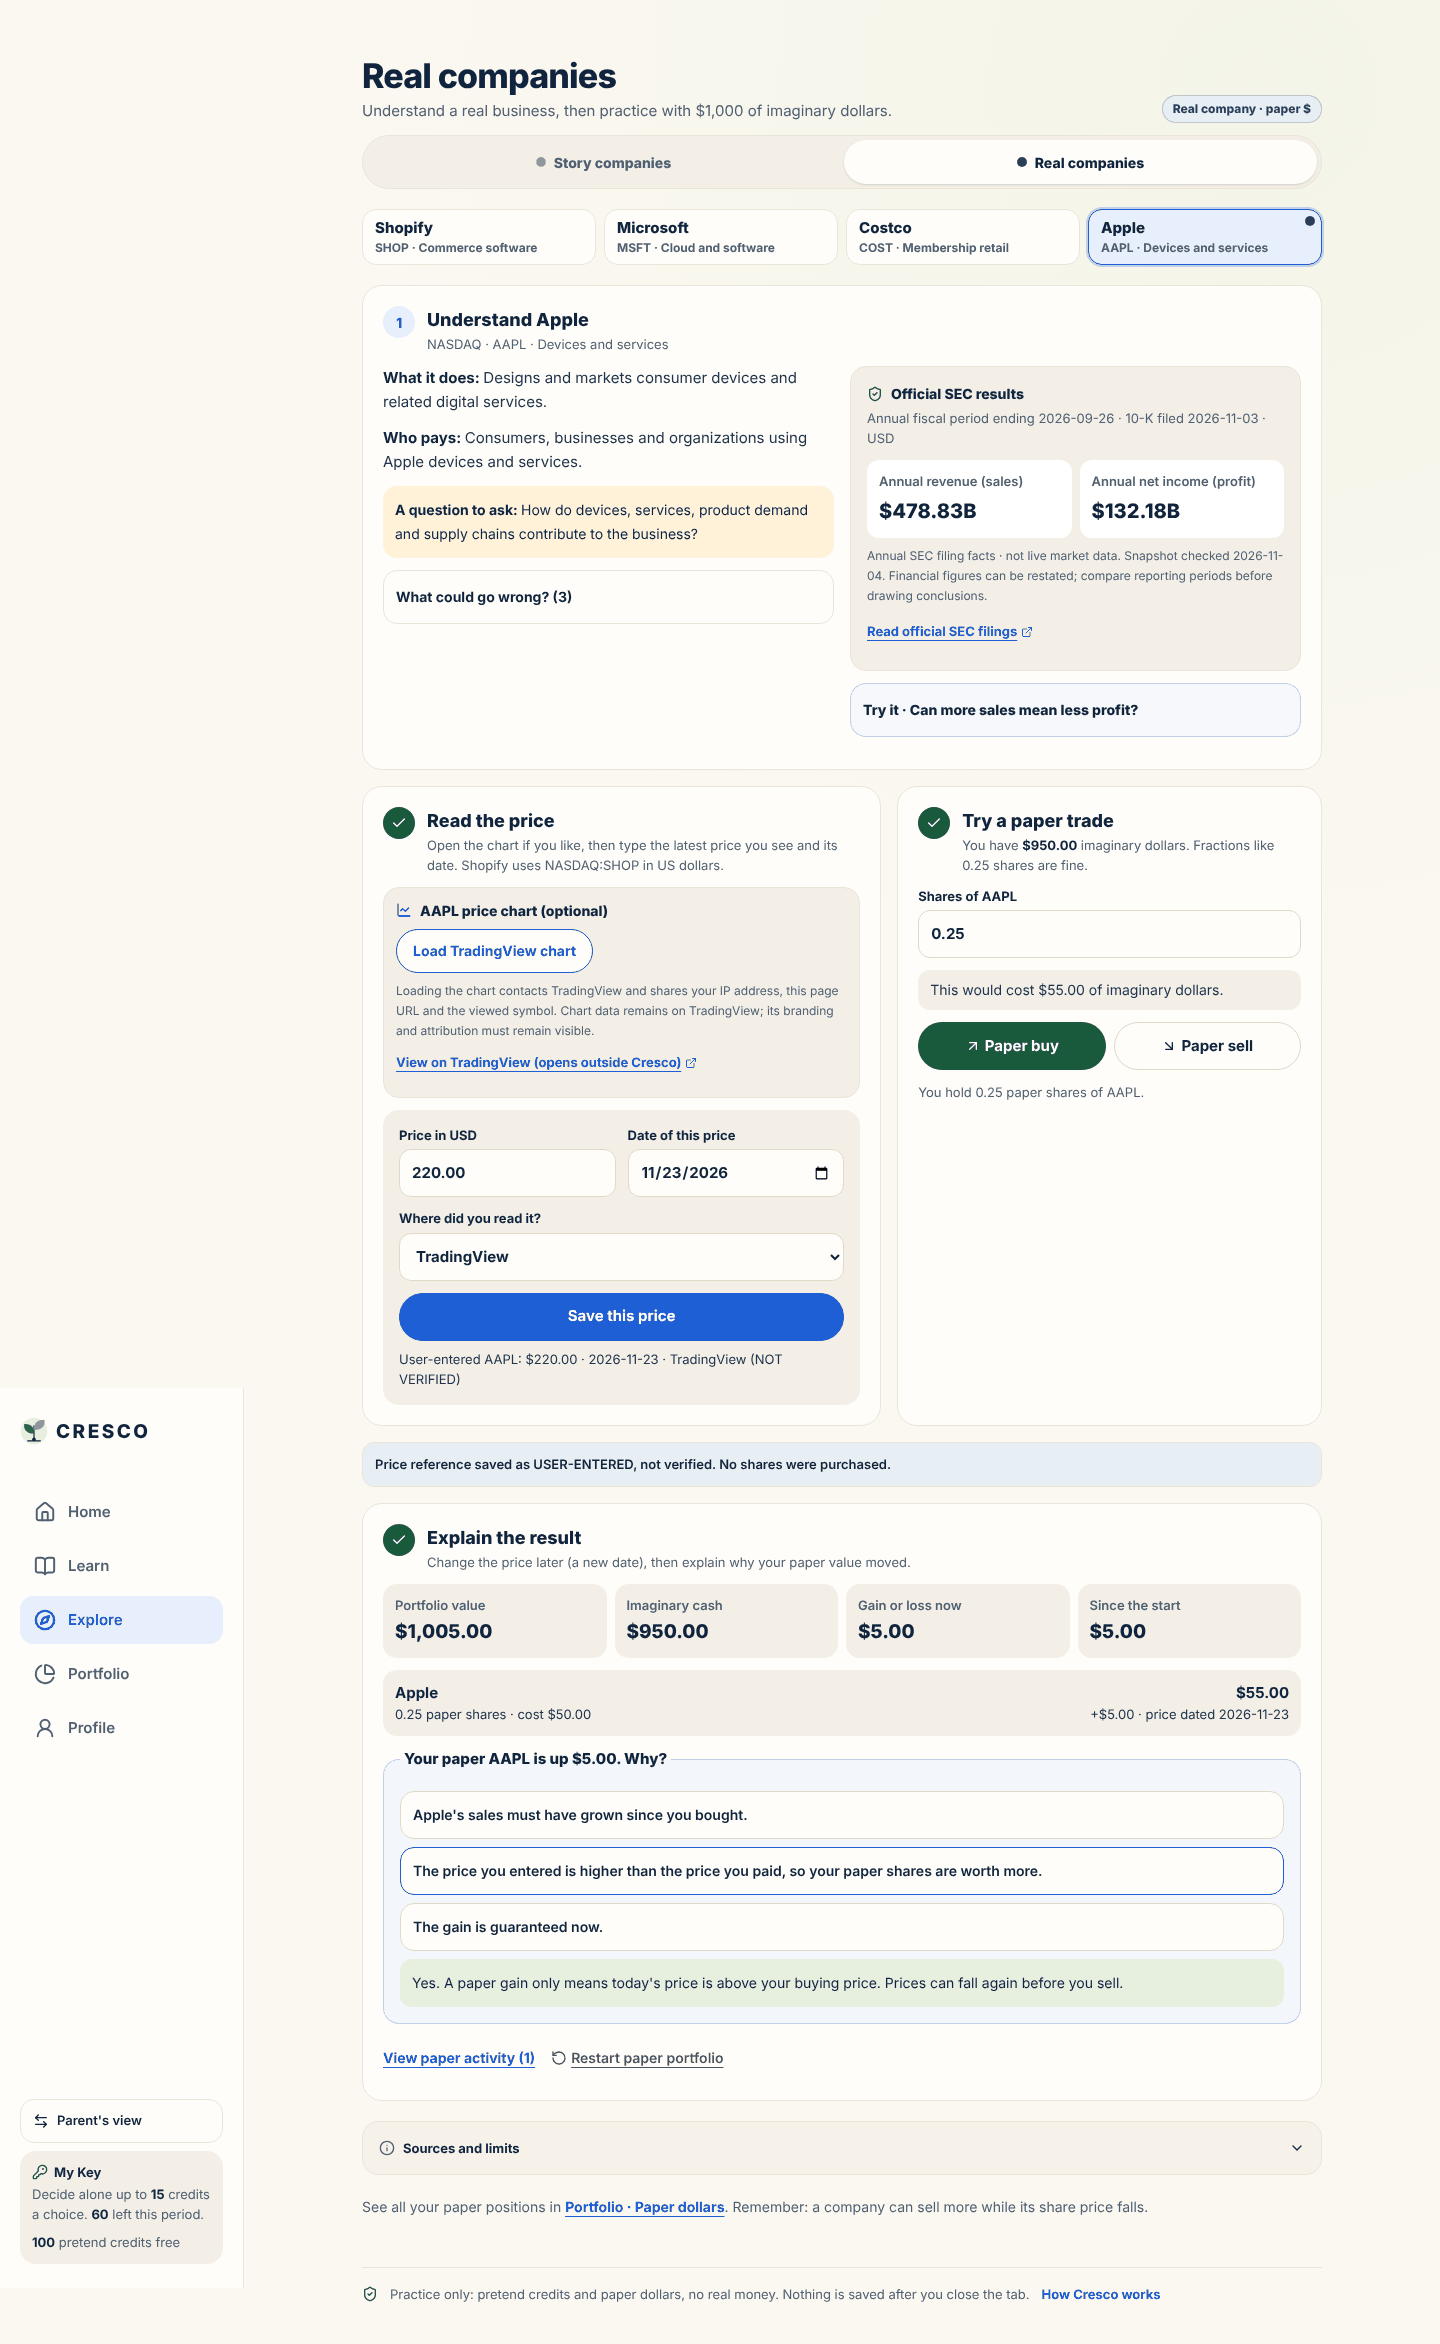 Real companies
Understand a real business, then practice with $1,000 of imaginary dollars.
Real company · paper $
Story companies
Real companies
Shopify
SHOP · Commerce software
Microsoft
MSFT · Cloud and software
Costco
COST · Membership retail
Apple
AAPL · Devices and services
1
Understand Apple
NASDAQ · AAPL · Devices and services
What it does: Designs and markets consumer devices and
related digital services.
Who pays: Consumers, businesses and organizations using
Apple devices and services.
A question to ask: How do devices, services, product demand
and supply chains contribute to the business?
What could go wrong? (3)
Official SEC results
Annual fiscal period ending 2026-09-26 · 10-K filed 2026-11-03 ·
USD
Annual revenue (sales)
$478.83B
Annual net income (profit)
$132.18B
Annual SEC filing facts · not live market data. Snapshot checked 2026-11-
04. Financial figures can be restated; compare reporting periods before
drawing conclusions.
Read official SEC filings
Try it · Can more sales mean less profit?
Read the price
Open the chart if you like, then type the latest price you see and its
date. Shopify uses NASDAQ:SHOP in US dollars.
AAPL price chart (optional)
Load TradingView chart
Loading the chart contacts TradingView and shares your IP address, this page
URL and the viewed symbol. Chart data remains on TradingView; its branding
and attribution must remain visible.
View on TradingView (opens outside Cresco)
Price in USD
220.00
Date of this price
11/23/2026
Where did you read it?
TradingView
Save this price
User-entered AAPL: $220.00 · 2026-11-23 · TradingView (NOT
VERIFIED)
Try a paper trade
You have $950.00 imaginary dollars. Fractions like
0.25 shares are fine.
Shares of AAPL
0.25
This would cost $55.00 of imaginary dollars.
Paper buy
Paper sell
You hold 0.25 paper shares of AAPL.
Price reference saved as USER-ENTERED, not verified. No shares were purchased.
Explain the result
Change the price later (a new date), then explain why your paper value moved.
Portfolio value
$1,005.00
Imaginary cash
$950.00
Gain or loss now
$5.00
Since the start
$5.00
Apple
0.25 paper shares · cost $50.00
$55.00
+$5.00 · price dated 2026-11-23
Your paper AAPL is up $5.00. Why?
Apple's sales must have grown since you bought.
The price you entered is higher than the price you paid, so your paper shares are worth more.
The gain is guaranteed now.
Yes. A paper gain only means today's price is above your buying price. Prices can fall again before you sell.
View paper activity (1)
Restart paper portfolio
Sources and limits
See all your paper positions in Portfolio · Paper dollars. Remember: a company can sell more while its share price falls.
Practice only: pretend credits and paper dollars, no real money. Nothing is saved after you close the tab. How Cresco works
CRESCO
Home
Learn
Explore
Portfolio
Profile
Parent's view
My Key
Decide alone up to 15 credits
a choice. 60 left this period.
100 pretend credits free